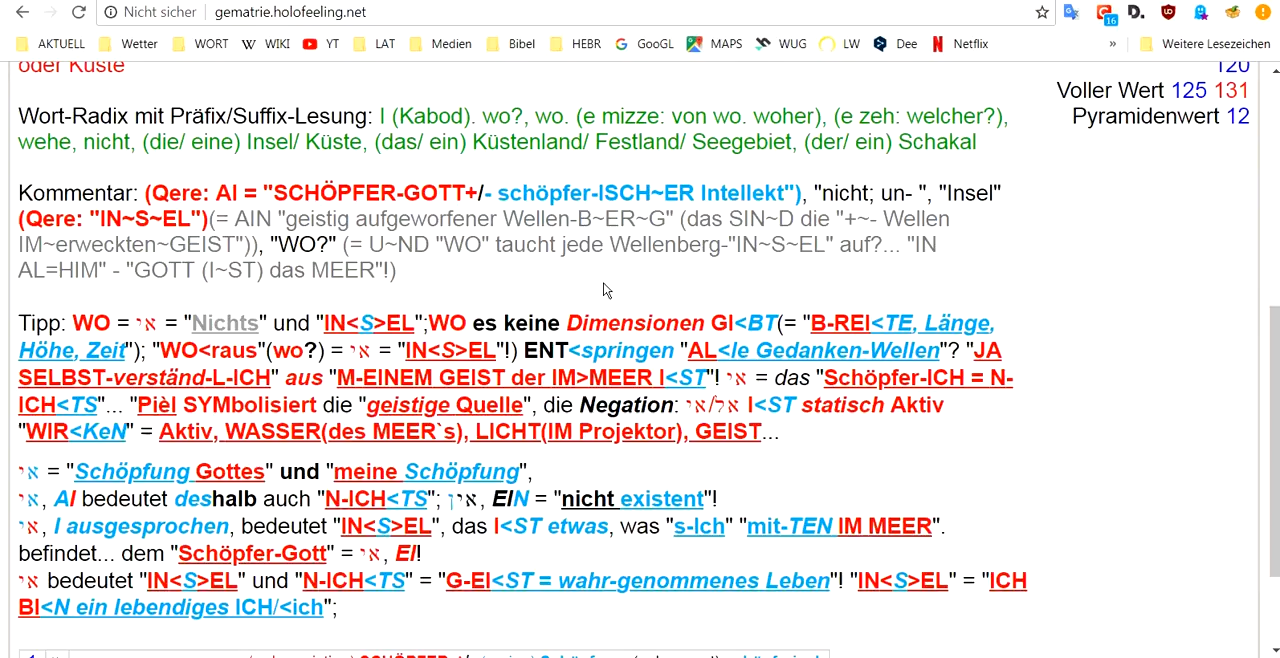 Nicht sicher | gematrie.holofeeling.net
16
AKTUELL Wetter WORT WIKI YT LAT Medien Bibel HEBR GooGL MAPS WUG LW Dee Netflix » Weitere Lesezeichen
oder Küste
120
Voller Wert 125 131
Pyramidenwert 12
Wort-Radix mit Präfix/Suffix-Lesung: I (Kabod). wo?, wo. (e mizze: von wo. woher), (e zeh: welcher?),
wehe, nicht, (die/ eine) Insel/ Küste, (das/ ein) Küstenland/ Festland/ Seegebiet, (der/ ein) Schakal
Kommentar: (Qere: AI = "SCHÖPFER-GOTT+/- schöpfer-ISCH~ER Intellekt"), "nicht; un- ", "Insel"
(Qere: "IN~S~EL")(= AIN "geistig aufgeworfener Wellen-B~ER~G" (das SIN~D die "+~- Wellen
IM~erweckten~GEIST")), "WO?" (= U~ND "WO" taucht jede Wellenberg-"IN~S~EL" auf?... "IN
AL=HIM" - "GOTT (I~ST) das MEER"!)
Tipp: WO = אי = "Nichts" und "IN<S>EL";WO es keine Dimensionen GI<BT(= "B-REI<TE, Länge,
Höhe, Zeit"); "WO<raus"(wo?) = אי = "IN<S>EL"!) ENT<springen "AL<le Gedanken-Wellen"? "JA
SELBST-verständ-L-ICH" aus "M-EINEM GEIST der IM>MEER I<ST"! אי = das "Schöpfer-ICH = N-
ICH<TS"... "Pièl SYMbolisiert die "geistige Quelle", die Negation: אל/אי I<ST statisch Aktiv
"WIR<KeN" = Aktiv, WASSER(des MEER`s), LICHT(IM Projektor), GEIST...
אי = "Schöpfung Gottes" und "meine Schöpfung",
אי, AI bedeutet deshalb auch "N-ICH<TS"; אין, EIN = "nicht existent"!
אי, I ausgesprochen, bedeutet "IN<S>EL", das I<ST etwas, was "s-Ich" "mit-TEN IM MEER".
befindet... dem "Schöpfer-Gott" = אי, EI!
אי bedeutet "IN<S>EL" und "N-ICH<TS" = "G-EI<ST = wahr-genommenes Leben"! "IN<S>EL" = "ICH
BI<N ein lebendiges ICH/<ich";